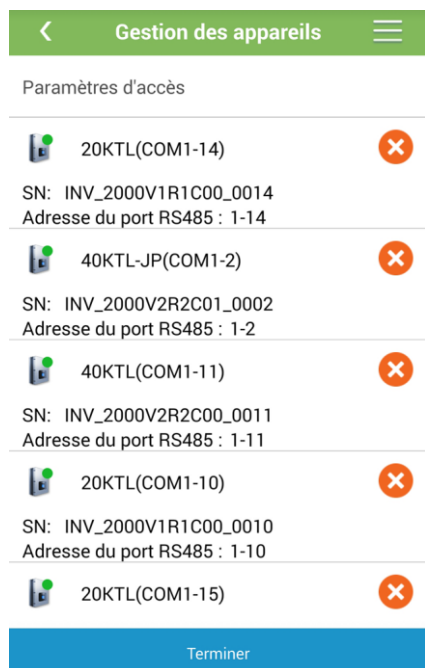 Gestion des appareils
Paramètres d'accès
20KTL(COM1-14)
SN: INV_2000V1R1C00_0014
Adresse du port RS485 : 1-14
40KTL-JP(COM1-2)
SN: INV_2000V2R2C01_0002
Adresse du port RS485 : 1-2
40KTL(COM1-11)
SN: INV_2000V2R2C00_0011
Adresse du port RS485 : 1-11
20KTL(COM1-10)
SN: INV_2000V1R1C00_0010
Adresse du port RS485 : 1-10
20KTL(COM1-15)
Terminer